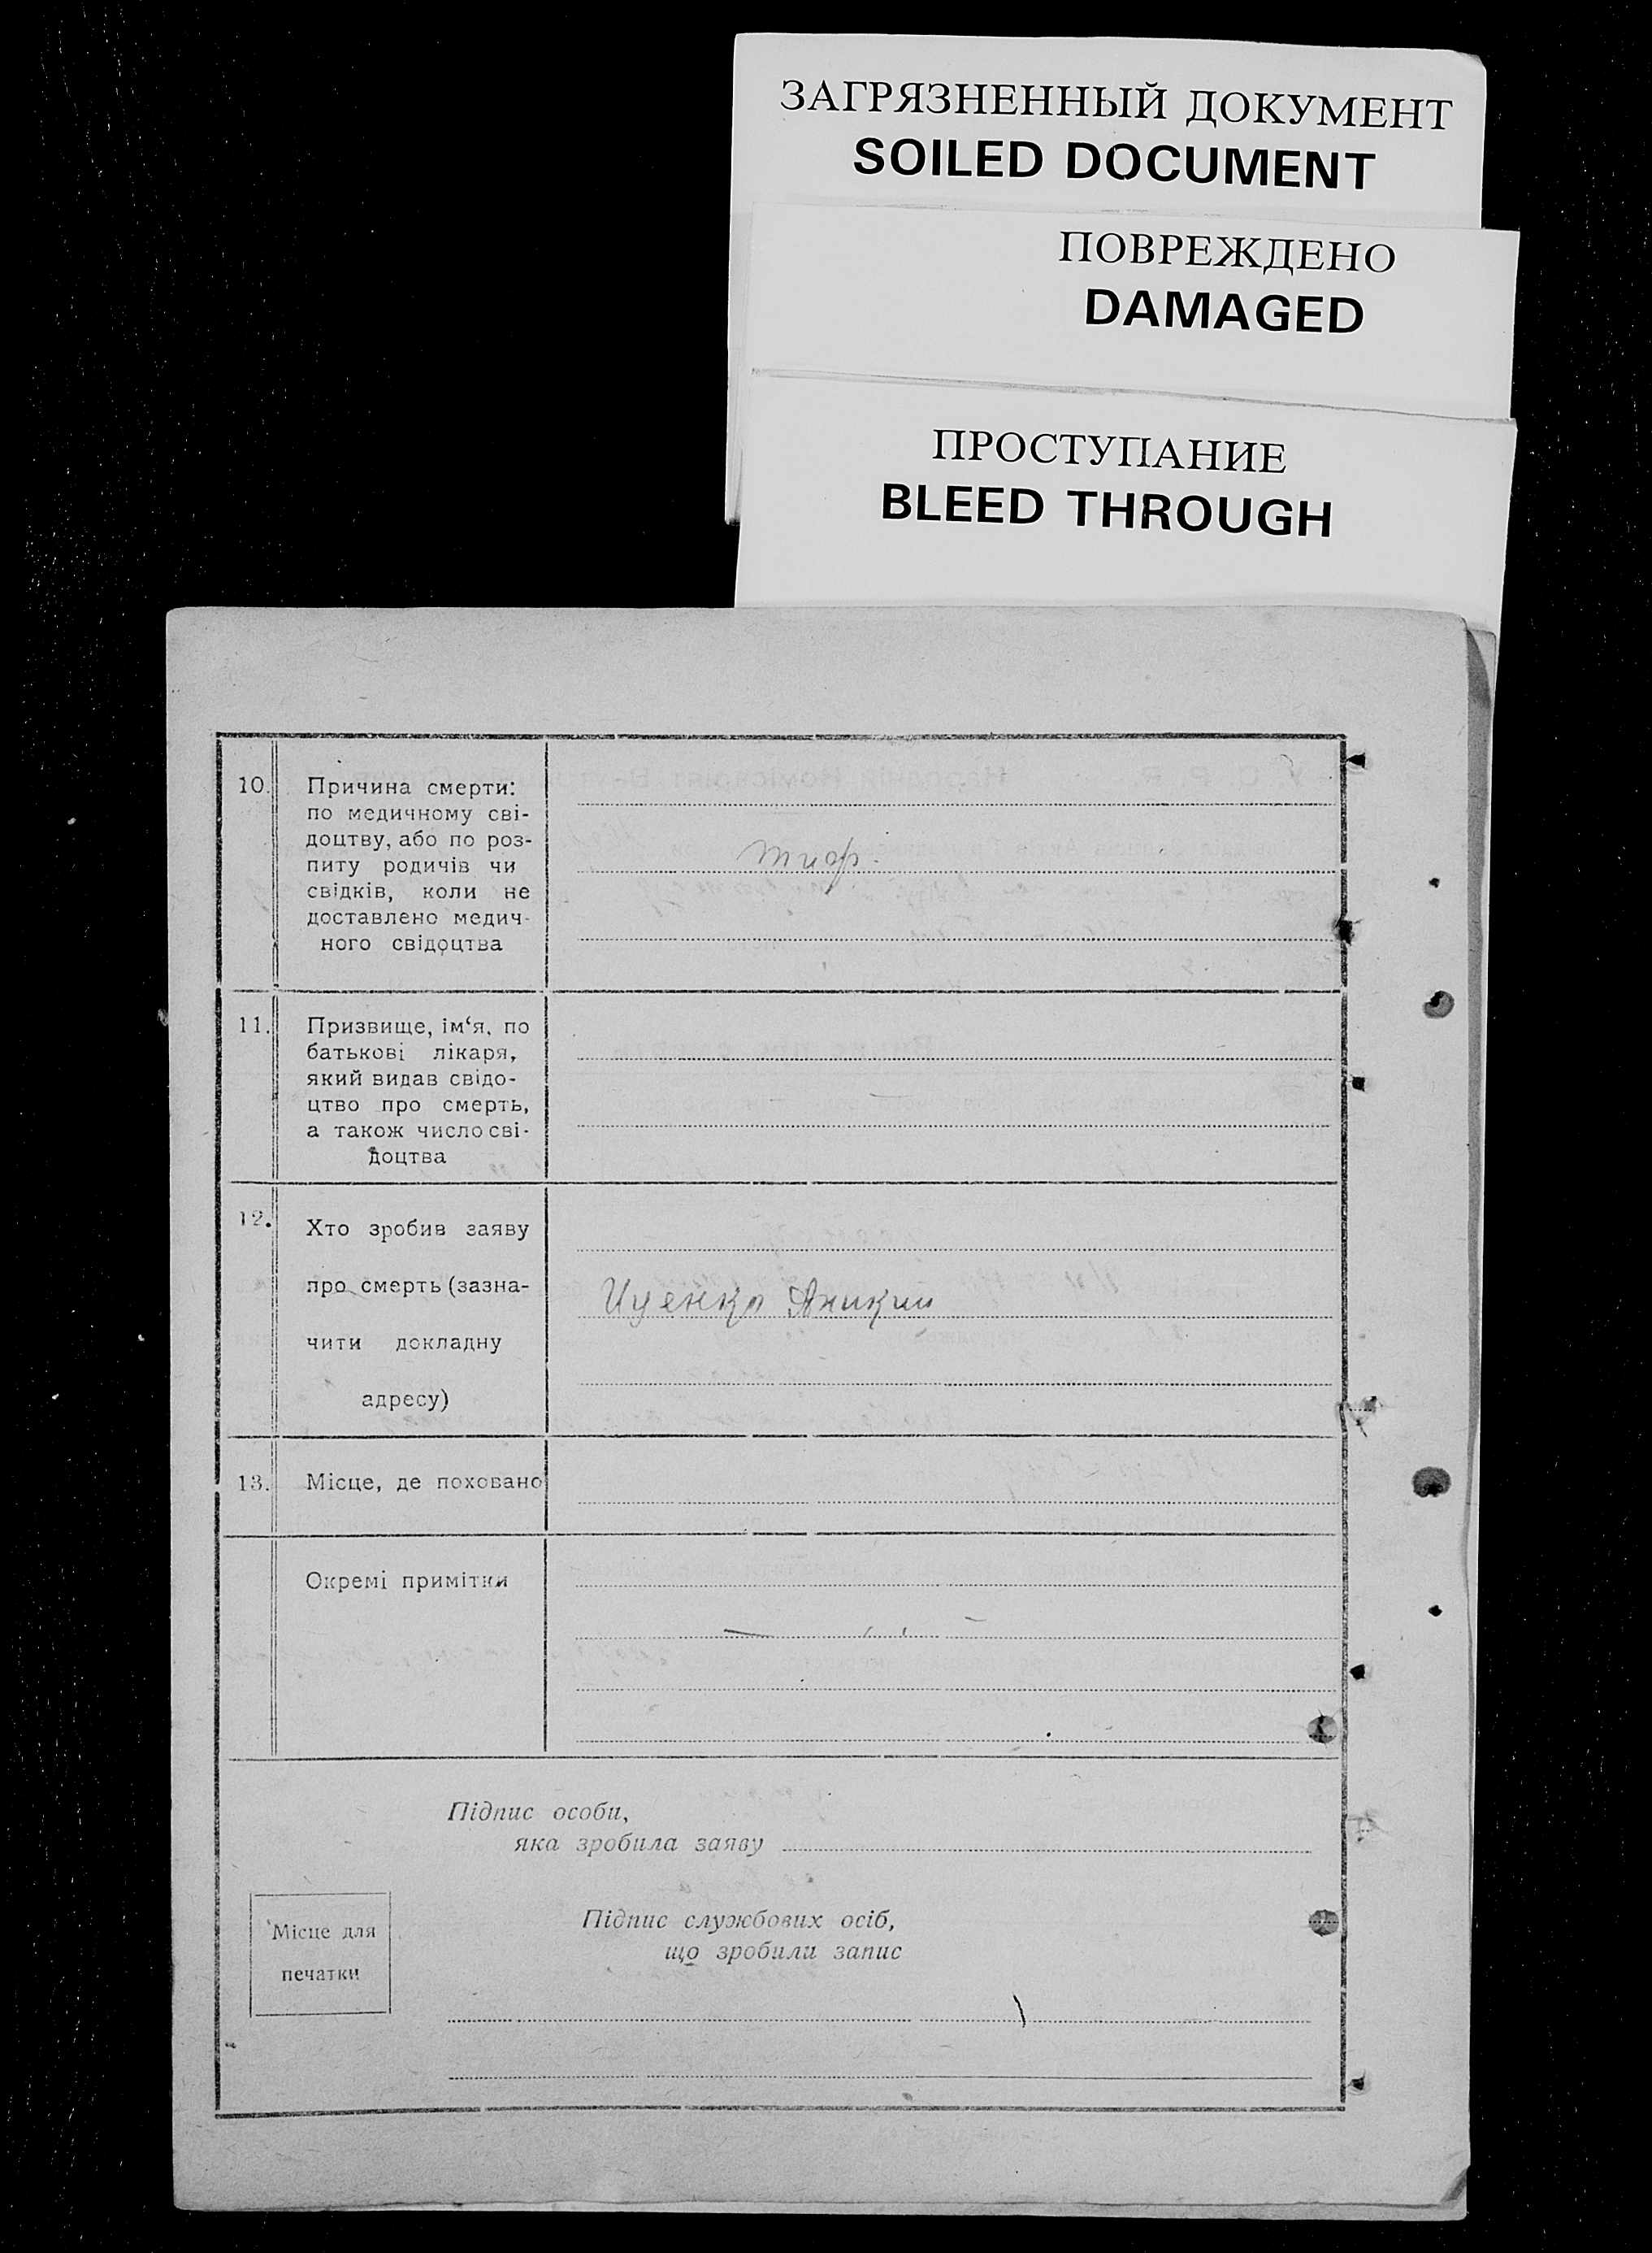 ЗАГРЯЗНЕННЫЙ ДОКУМЕНТ
SOILED DOCUMENT
ПОВРЕЖДЕНО
DAMAGED
ПРОСТУПАНИЕ
BLEED THROUGH
10. Причина смерти:
по медичному сві-
доцтву, або по роз-
питу родичів чи
свідків, коли не
доставлено медич-
ного свідоцтва
тиф.
11. Призвище, ім‘я, по
батькові лікаря,
який видав свідо-
цтво про смерть,
а також число сві-
доцтва
12. Хто зробив заяву
про смерть (зазна-
чити докладну
адресу)
Иценко Аникий
13. Місце, де поховано
Окремі примітки
Підпис особи,
яка зробила заяву
Місце для
печатки
Підпис службових осіб,
що зробили запис